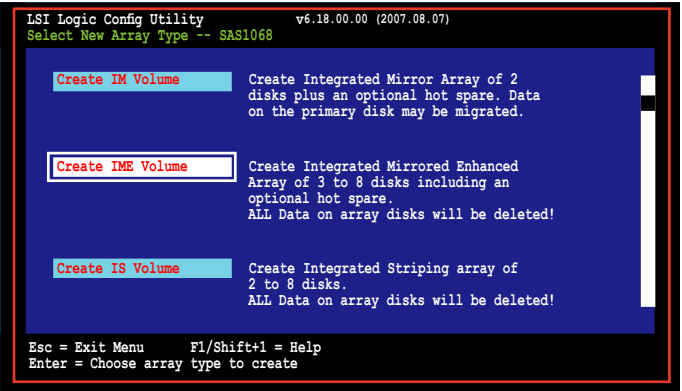 LSI Logic Config Utility v6.18.00.00 (2007.08.07)
Select New Array Type -- SAS1068
Create IM Volume Create Integrated Mirror Array of 2
disks plus an optional hot spare. Data
on the primary disk may be migrated.
Create IME Volume Create Integrated Mirrored Enhanced
Array of 3 to 8 disks including an
optional hot spare.
ALL Data on array disks will be deleted!
Create IS Volume Create Integrated Striping array of
2 to 8 disks.
ALL Data on array disks will be deleted!
Esc = Exit Menu F1/Shift+1 = Help
Enter = Choose array type to create